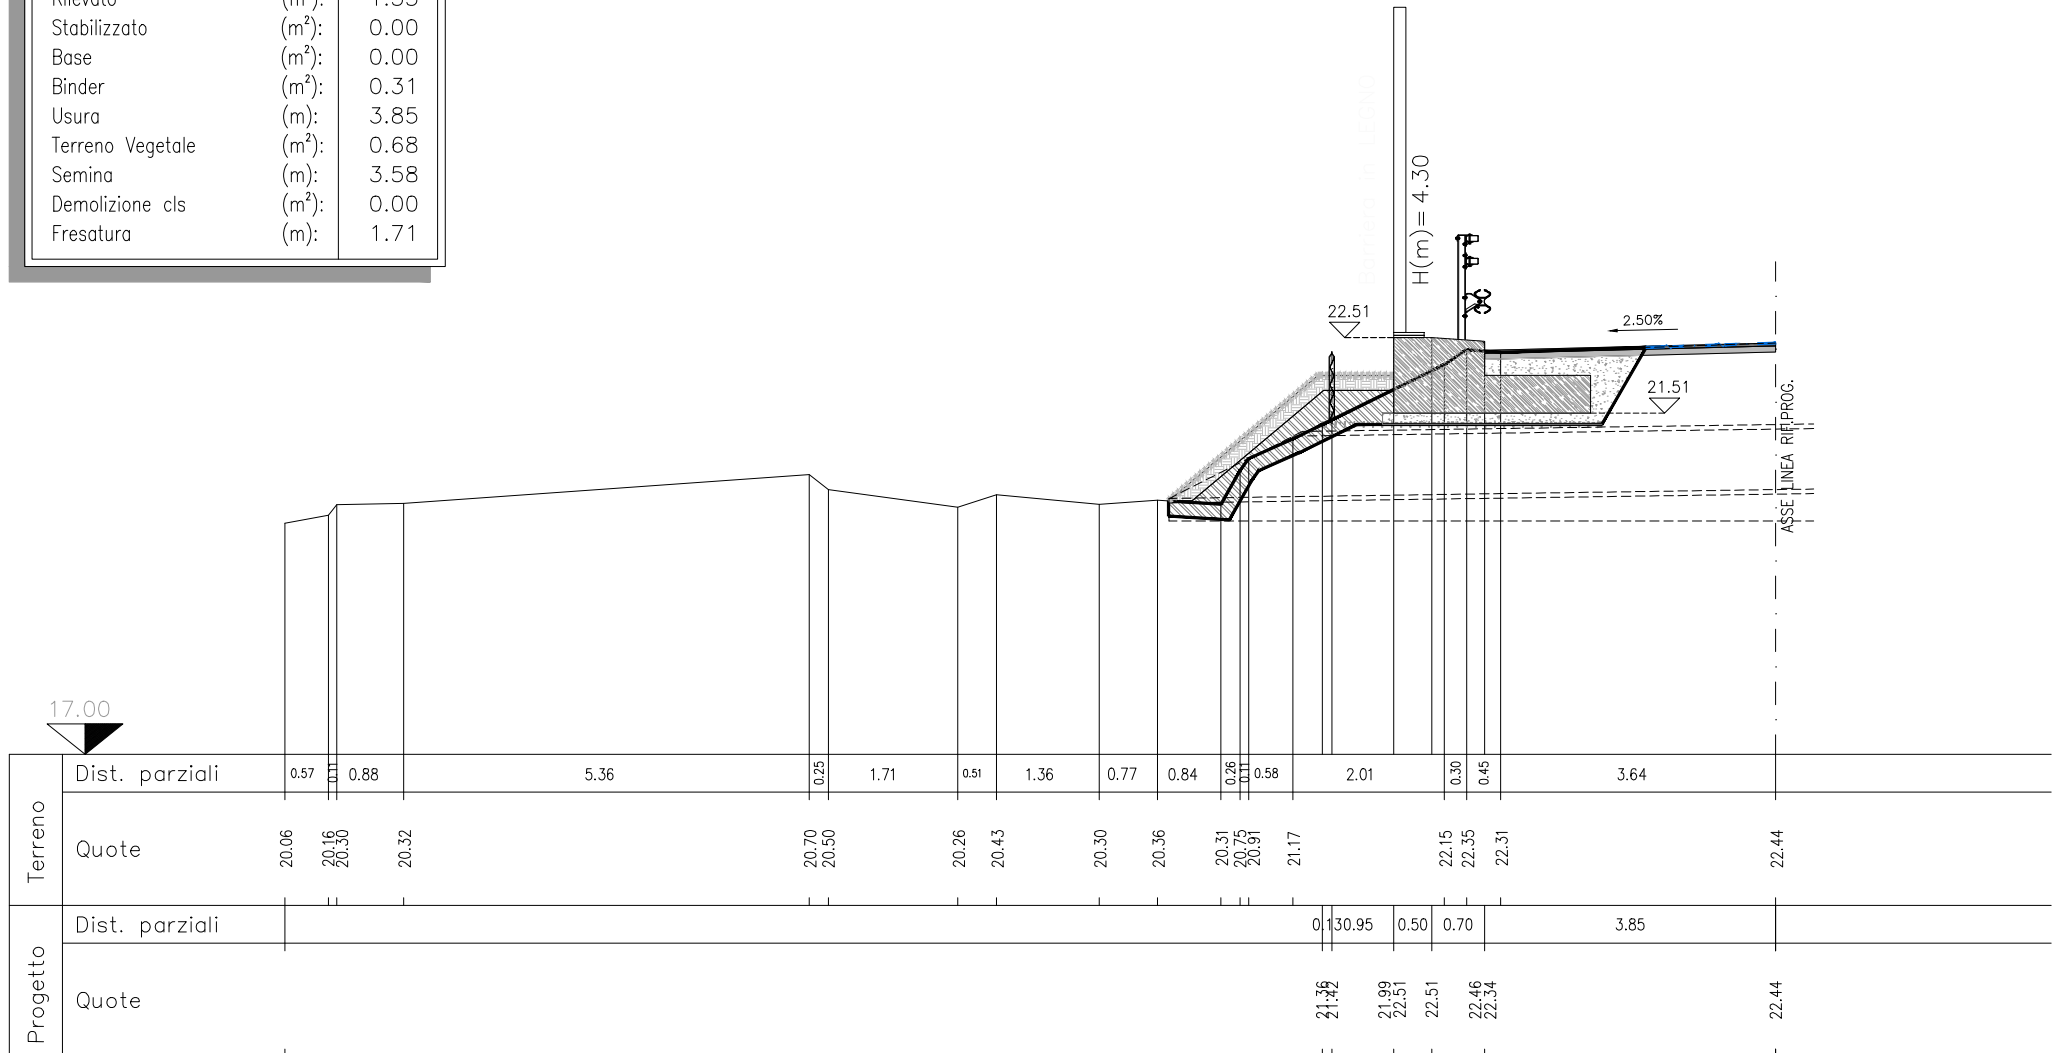 Rilevato (m²): 1.55
Stabilizzato (m²): 0.00
Base (m²): 0.00
Binder (m²): 0.31
Usura (m): 3.85
Terreno Vegetale (m²): 0.68
Semina (m): 3.58
Demolizione cls (m²): 0.00
Fresatura (m): 1.71
H(m)= 4.30
22.51
2.50%
21.51
ASSE LINEA RIF.PROG.
17.00
Terreno
Dist. parziali 0.57 0.11 0.88 5.36 0.25 1.71 0.51 1.36 0.77 0.84 0.26 0.11 0.58 2.01 0.30 0.45 3.64
Quote 20.06 20.16 20.30 20.32 20.70 20.50 20.26 20.43 20.30 20.36 20.31 20.75 20.91 21.17 22.15 22.35 22.31 22.44
Progetto
Dist. parziali 0.13 0.95 0.50 0.70 3.85
Quote 21.36 21.42 21.99 22.51 22.51 22.46 22.34 22.44